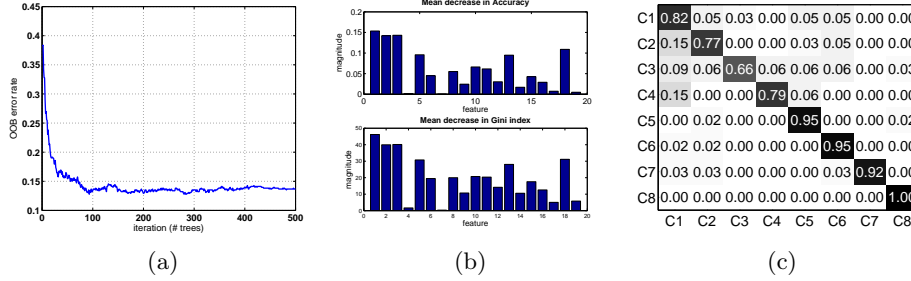 0.45
0.4
0.35
0.3
0.25
0.2
0.15
0.1
0 100 200 300 400 500
OOB error rate
iteration (# trees)
(a)
Mean decrease in Accuracy
0.2
0.15
0.1
0.05
0
0 5 10 15 20
magnitude
feature
Mean decrease in Gini index
50
40
30
20
10
0
0 2 4 6 8 10 12 14 16 18 20
magnitude
feature
(b)
C1 0.82 0.05 0.03 0.00 0.05 0.05 0.00 0.00
C2 0.15 0.77 0.00 0.00 0.03 0.05 0.00 0.00
C3 0.09 0.06 0.66 0.06 0.06 0.06 0.00 0.03
C4 0.15 0.00 0.00 0.79 0.06 0.00 0.00 0.00
C5 0.00 0.02 0.00 0.00 0.95 0.00 0.00 0.02
C6 0.02 0.02 0.00 0.00 0.00 0.95 0.00 0.00
C7 0.03 0.03 0.00 0.00 0.00 0.03 0.92 0.00
C8 0.00 0.00 0.00 0.00 0.00 0.00 0.00 1.00
C1 C2 C3 C4 C5 C6 C7 C8
(c)